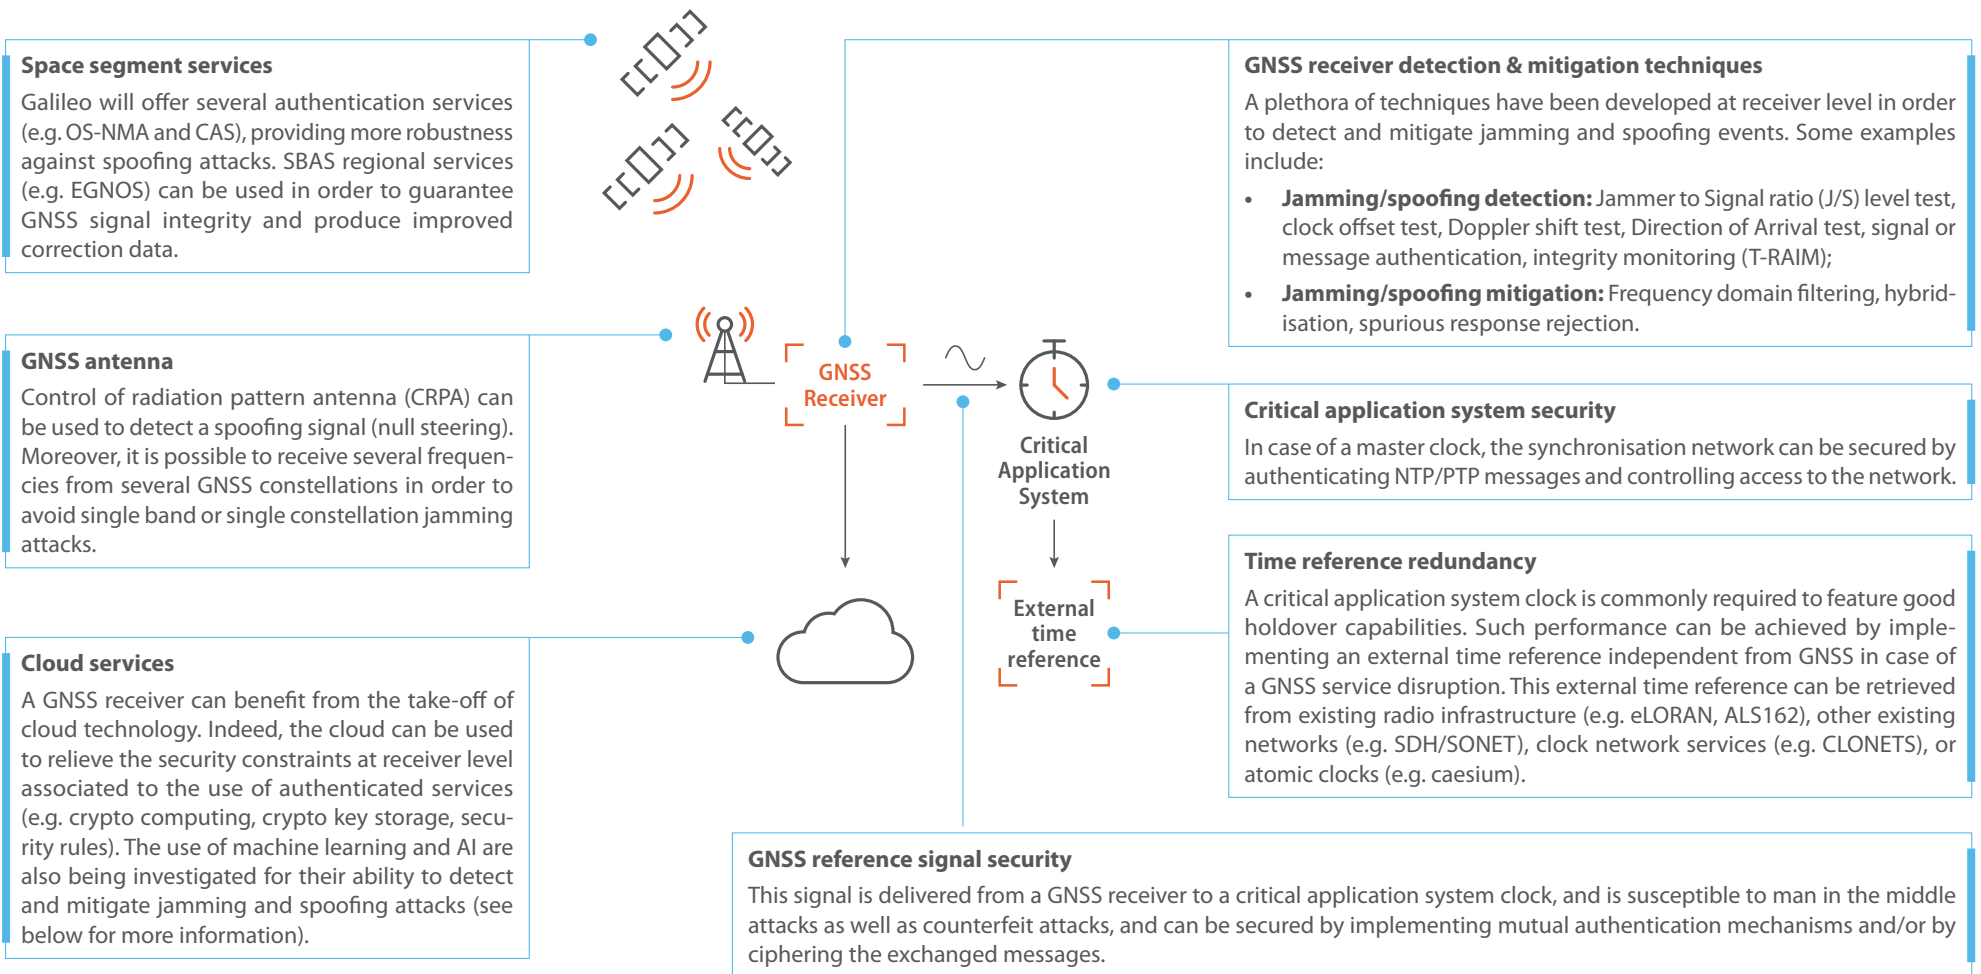 Space segment services
Galileo will offer several authentication services
(e.g. OS-NMA and CAS), providing more robustness
against spoofing attacks. SBAS regional services
(e.g. EGNOS) can be used in order to guarantee
GNSS signal integrity and produce improved
correction data.
GNSS antenna
Control of radiation pattern antenna (CRPA) can
be used to detect a spoofing signal (null steering).
Moreover, it is possible to receive several frequen-
cies from several GNSS constellations in order to
avoid single band or single constellation jamming
attacks.
Cloud services
A GNSS receiver can benefit from the take-off of
cloud technology. Indeed, the cloud can be used
to relieve the security constraints at receiver level
associated to the use of authenticated services
(e.g. crypto computing, crypto key storage, secu-
rity rules). The use of machine learning and AI are
also being investigated for their ability to detect
and mitigate jamming and spoofing attacks (see
below for more information).
GNSS
Receiver
Critical
Application
System
External
time
reference
GNSS receiver detection & mitigation techniques
A plethora of techniques have been developed at receiver level in order
to detect and mitigate jamming and spoofing events. Some examples
include:
• Jamming/spoofing detection: Jammer to Signal ratio (J/S) level test,
clock offset test, Doppler shift test, Direction of Arrival test, signal or
message authentication, integrity monitoring (T-RAIM);
• Jamming/spoofing mitigation: Frequency domain filtering, hybrid-
isation, spurious response rejection.
Critical application system security
In case of a master clock, the synchronisation network can be secured by
authenticating NTP/PTP messages and controlling access to the network.
Time reference redundancy
A critical application system clock is commonly required to feature good
holdover capabilities. Such performance can be achieved by imple-
menting an external time reference independent from GNSS in case of
a GNSS service disruption. This external time reference can be retrieved
from existing radio infrastructure (e.g. eLORAN, ALS162), other existing
networks (e.g. SDH/SONET), clock network services (e.g. CLONETS), or
atomic clocks (e.g. caesium).
GNSS reference signal security
This signal is delivered from a GNSS receiver to a critical application system clock, and is susceptible to man in the middle
attacks as well as counterfeit attacks, and can be secured by implementing mutual authentication mechanisms and/or by
ciphering the exchanged messages.